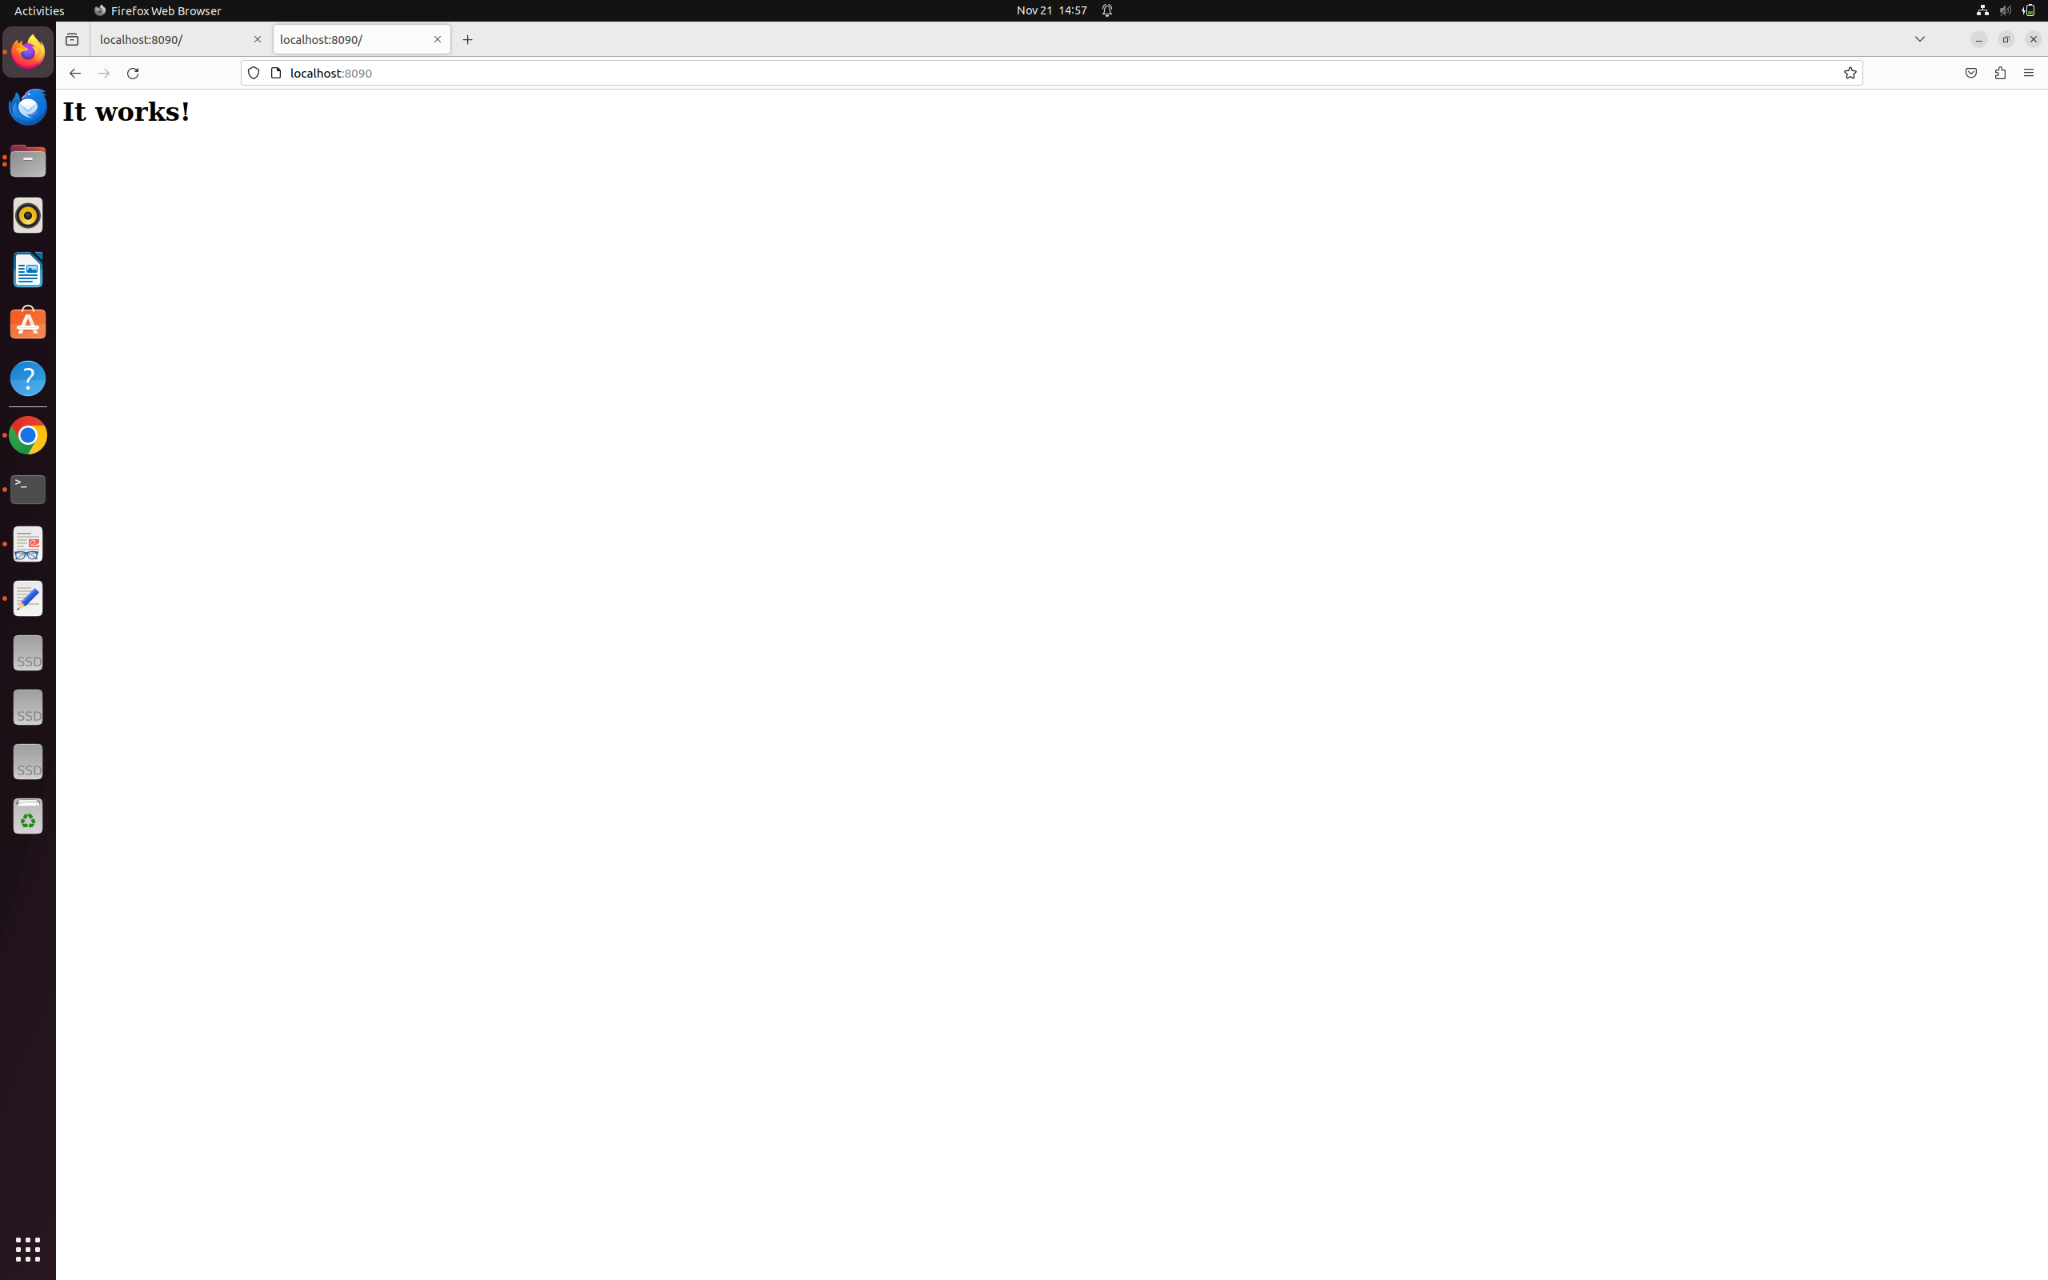 Activities
Firefox Web Browser
Nov 21 14:57
localhost:8090/
localhost:8090/
localhost:8090
It works!
>_
?
SSD
SSD
SSD